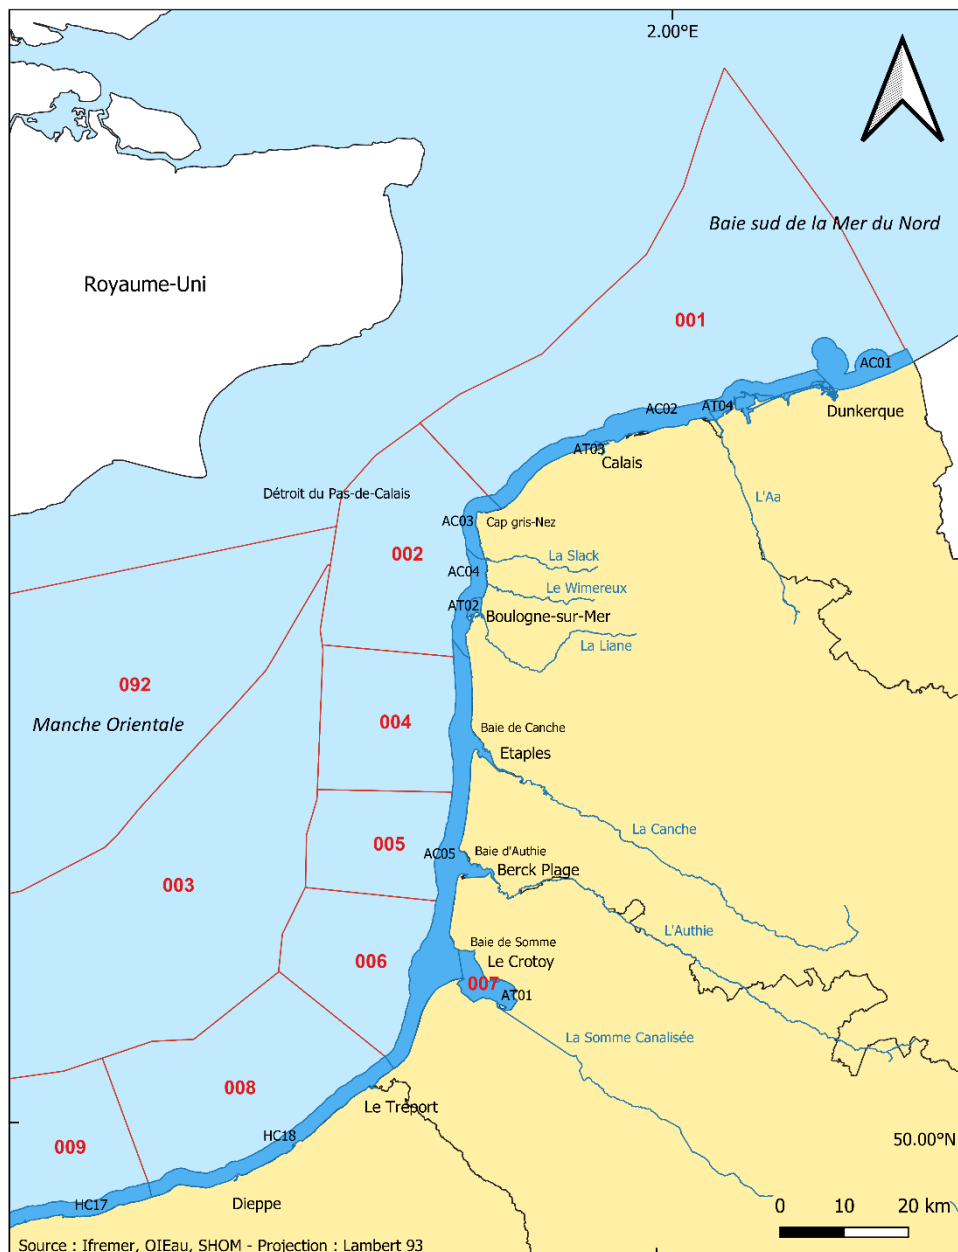 2.00°E
Baie sud de la Mer du Nord
Royaume-Uni
001
AC01
AC02
AT04
Dunkerque
AT03
Calais
Détroit du Pas-de-Calais
L'Aa
AC03
Cap gris-Nez
002
La Slack
AC04
Le Wimereux
AT02
Boulogne-sur-Mer
La Liane
092
Manche Orientale
004
Baie de Canche
Etaples
La Canche
005
AC05
Baie d'Authie
Berck Plage
003
L'Authie
Baie de Somme
006
Le Crotoy
007
AT01
La Somme Canalisée
008
Le Tréport
HC18
50.00°N
009
HC17
Dieppe
0 10 20 km
Source : Ifremer, OIEau, SHOM - Projection : Lambert 93